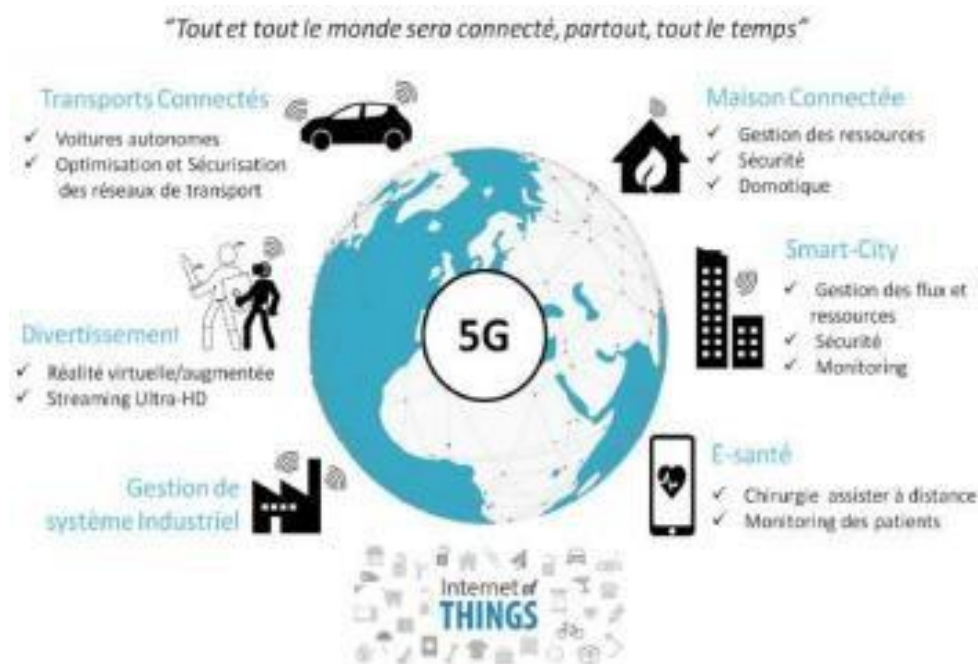 "Tout et tout le monde sera connecté, partout, tout le temps"
Transports Connectés
✓ Voitures autonomes
✓ Optimisation et Sécurisation
des réseaux de transport
Maison Connectée
✓ Gestion des ressources
✓ Sécurité
✓ Domotique
Divertissement
✓ Réalité virtuelle/augmentée
✓ Streaming Ultra-HD
5G
Smart-City
✓ Gestion des flux et
ressources
✓ Sécurité
✓ Monitoring
Gestion de
système Industriel
E-santé
✓ Chirurgie assister à distance
✓ Monitoring des patients
Internet of
THINGS